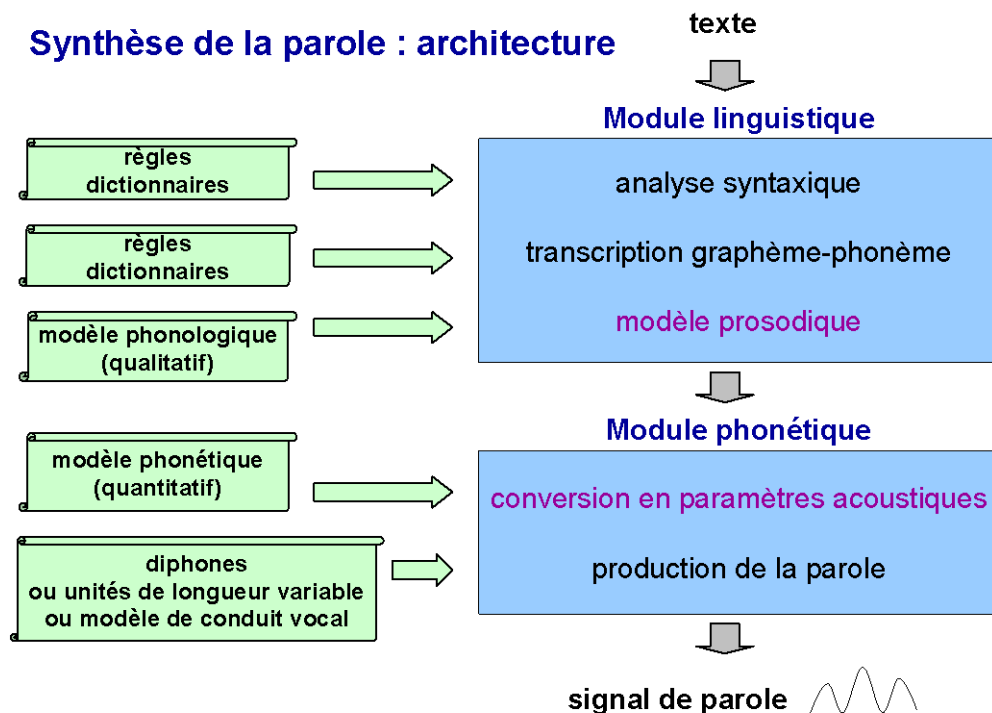 Synthèse de la parole : architecture
texte
Module linguistique
règles
dictionnaires
analyse syntaxique
règles
dictionnaires
transcription graphème-phonème
modèle phonologique
(qualitatif)
modèle prosodique
Module phonétique
modèle phonétique
(quantitatif)
conversion en paramètres acoustiques
diphones
ou unités de longueur variable
ou modèle de conduit vocal
production de la parole
signal de parole